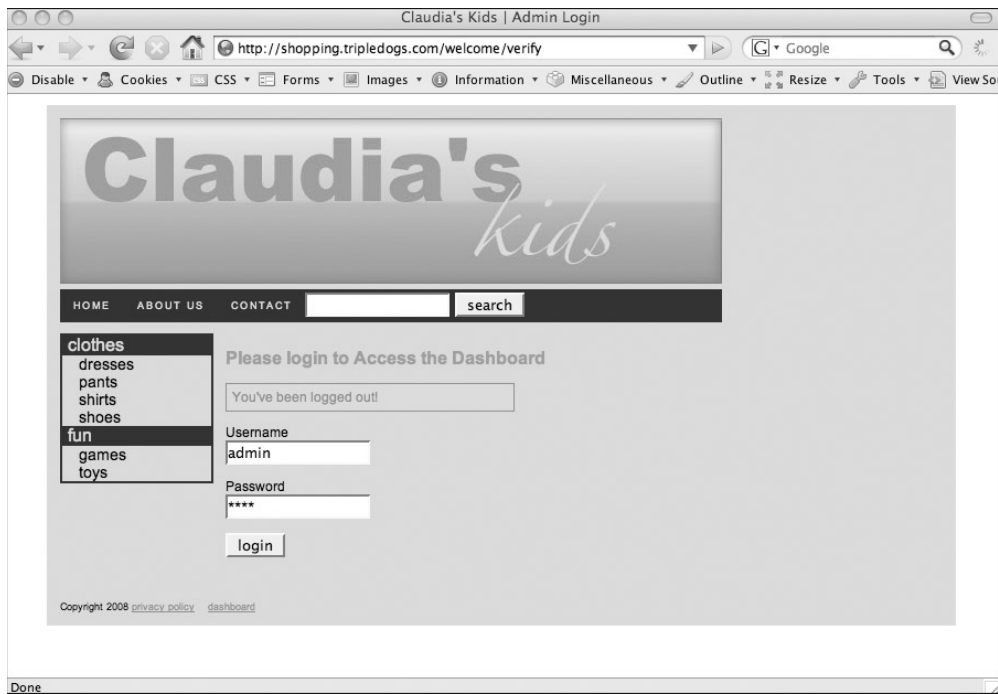 Claudia's Kids | Admin Login
http://shopping.tripledogs.com/welcome/verify
G Google
Disable Cookies CSS Forms Images Information Miscellaneous Outline Resize Tools View So
Claudia's
kids
HOME ABOUT US CONTACT search
clothes
dresses
pants
shirts
shoes
fun
games
toys
Please login to Access the Dashboard
You've been logged out!
Username
admin
Password
****
login
Copyright 2008 privacy policy dashboard
Done